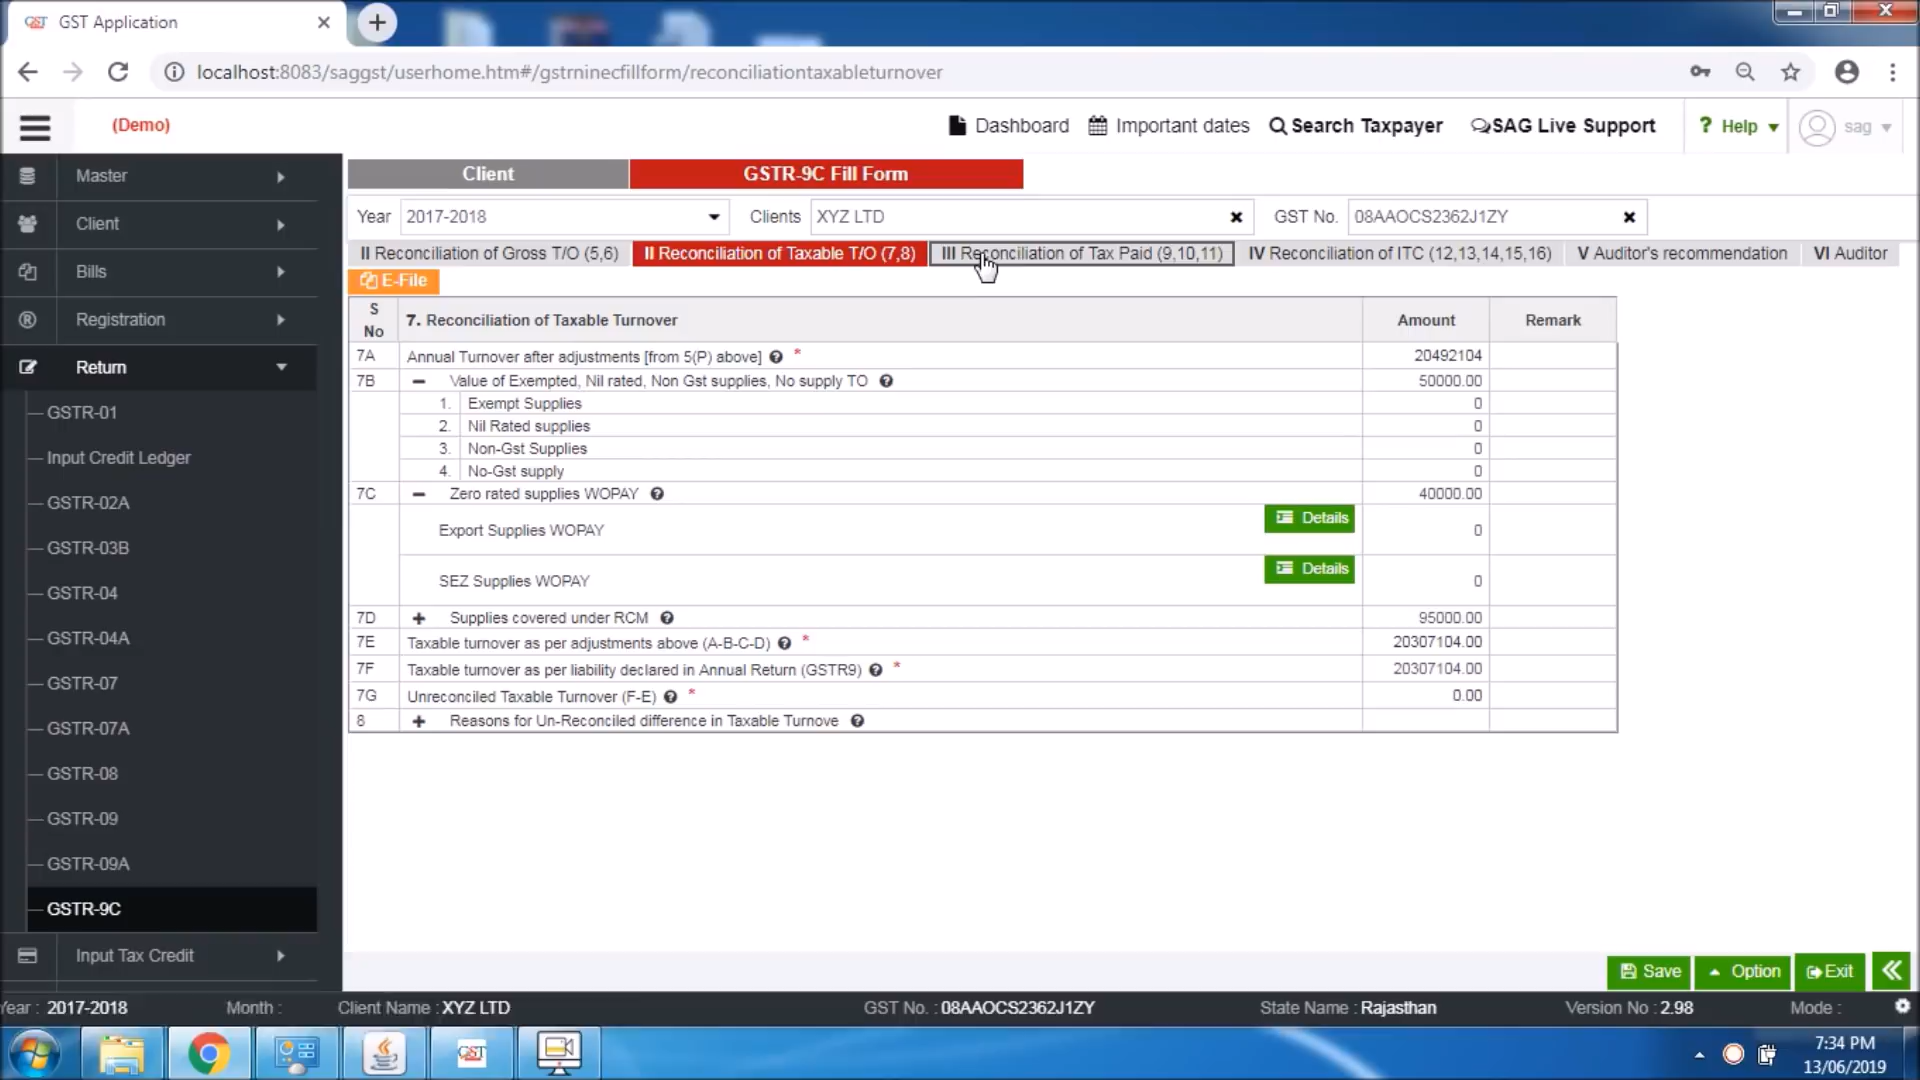 GST GST Application
localhost:8083/saggst/userhome.htm#/gstrninecfillform/reconciliationtaxableturnover
(Demo) Dashboard Important dates Search Taxpayer SAG Live Support ? Help sag
Master
Client
Bills
Registration
Return
GSTR-01
Input Credit Ledger
GSTR-02A
GSTR-03B
GSTR-04
GSTR-04A
GSTR-07
GSTR-07A
GSTR-08
GSTR-09
GSTR-09A
GSTR-9C
Input Tax Credit
Client GSTR-9C Fill Form
Year 2017-2018 Clients XYZ LTD GST No. 08AAOCS2362J1ZY
II Reconciliation of Gross T/O (5,6) II Reconciliation of Taxable T/O (7,8) III Reconciliation of Tax Paid (9,10,11) IV Reconciliation of ITC (12,13,14,15,16) V Auditor's recommendation VI Auditor
E-File
S No 7. Reconciliation of Taxable Turnover Amount Remark
7A Annual Turnover after adjustments [from 5(P) above] * 20492104
7B Value of Exempted, Nil rated, Non Gst supplies, No supply TO 50000.00
1. Exempt Supplies 0
2. Nil Rated supplies 0
3. Non-Gst Supplies 0
4. No-Gst supply 0
7C Zero rated supplies WOPAY 40000.00
Export Supplies WOPAY Details 0
SEZ Supplies WOPAY Details 0
7D Supplies covered under RCM 95000.00
7E Taxable turnover as per adjustments above (A-B-C-D) * 20307104.00
7F Taxable turnover as per liability declared in Annual Return (GSTR9) * 20307104.00
7G Unreconciled Taxable Turnover (F-E) * 0.00
8 Reasons for Un-Reconciled difference in Taxable Turnove
Save Option Exit
Year : 2017-2018 Month : Client Name : XYZ LTD GST No. : 08AAOCS2362J1ZY State Name : Rajasthan Version No : 2.98 Mode :
GST
7:34 PM
13/06/2019